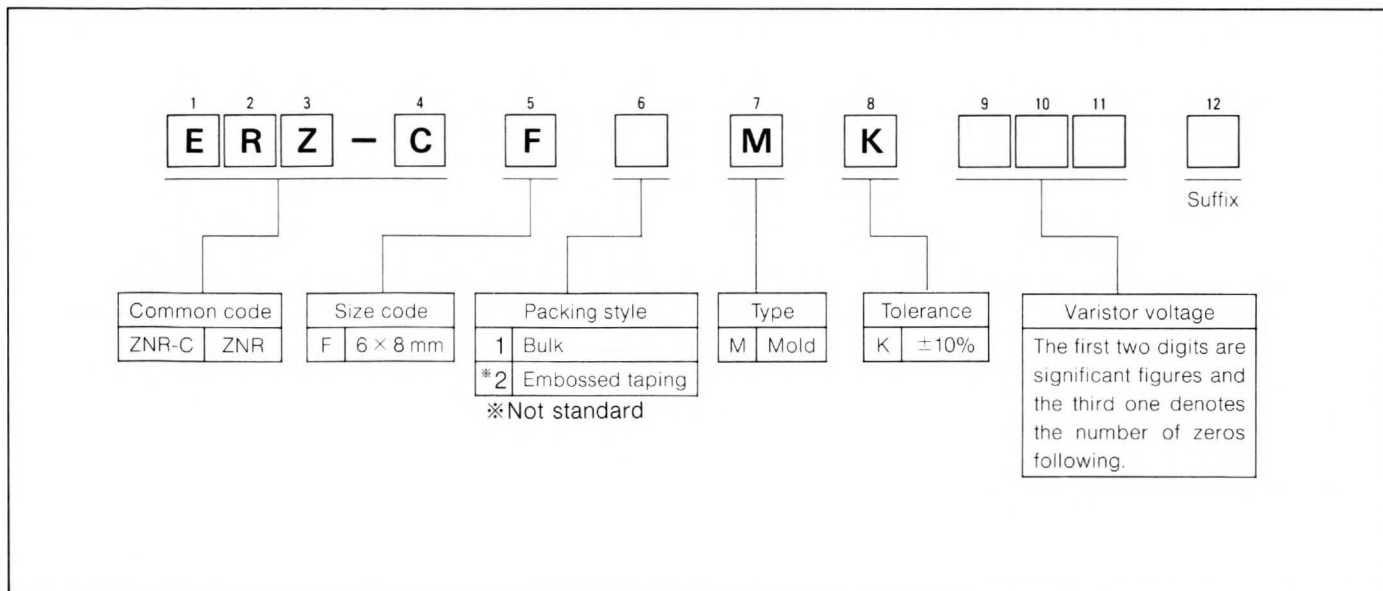 1 2 3 4 5 6 7 8 9 10 11 12
E R Z – C F M K
Suffix
Common code
ZNR-C ZNR
Size code
F 6 × 8 mm
Packing style
1 Bulk
※2 Embossed taping
※Not standard
Type
M Mold
Tolerance
K ±10%
Varistor voltage
The first two digits are
significant figures and
the third one denotes
the number of zeros
following.